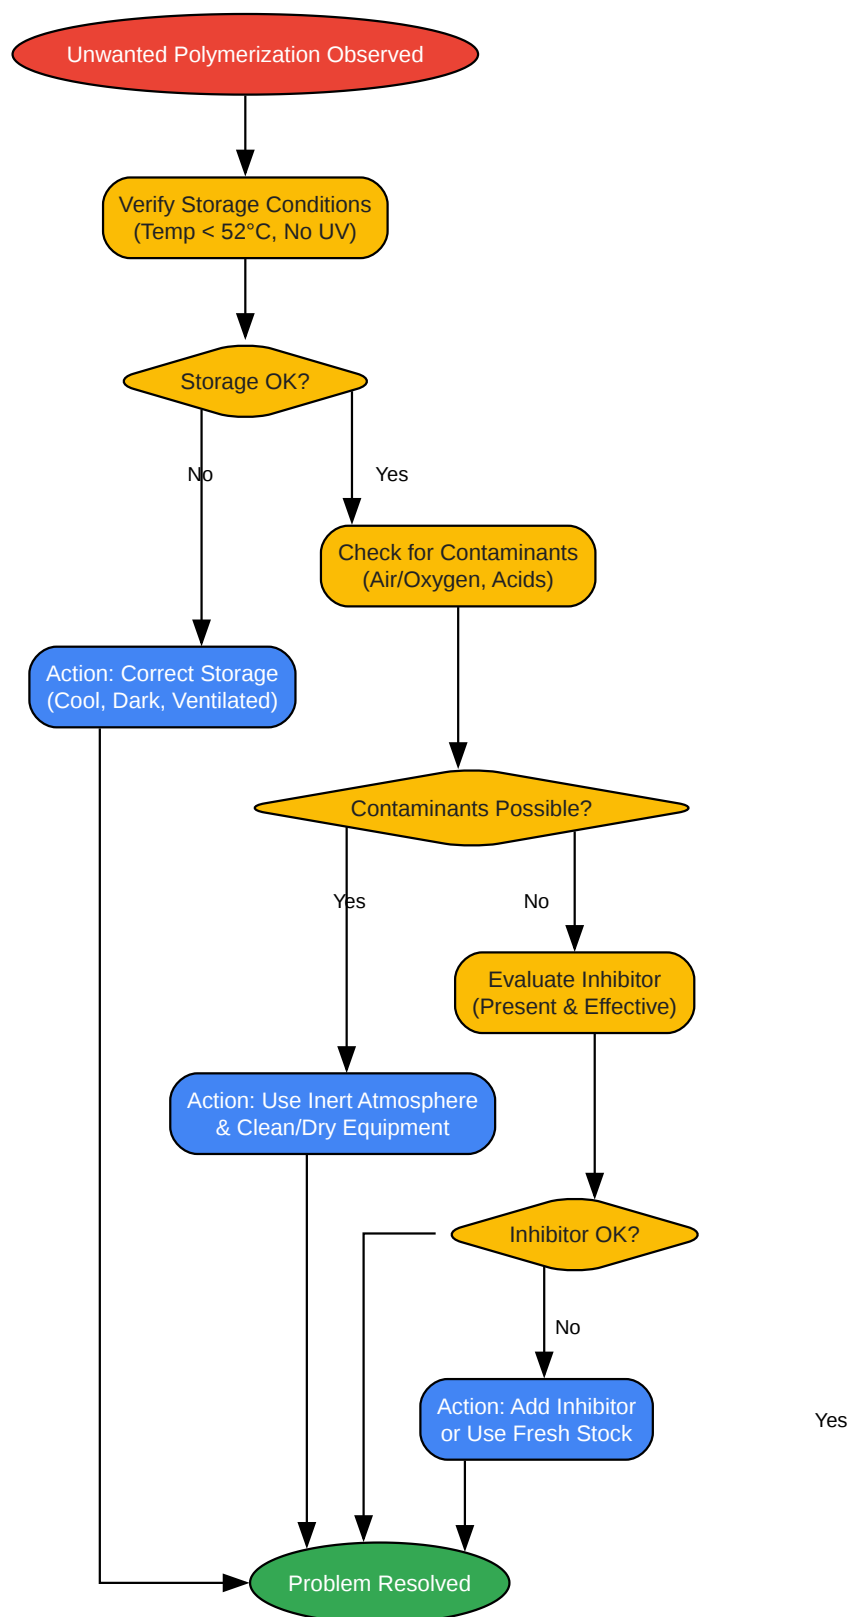 Unwanted Polymerization Observed
Verify Storage Conditions
(Temp < 52°C, No UV)
Storage OK?
No
Yes
Check for Contaminants
(Air/Oxygen, Acids)
Action: Correct Storage
(Cool, Dark, Ventilated)
Contaminants Possible?
Yes
No
Evaluate Inhibitor
(Present & Effective)
Action: Use Inert Atmosphere
& Clean/Dry Equipment
Inhibitor OK?
No
Action: Add Inhibitor
or Use Fresh Stock
Yes
Problem Resolved